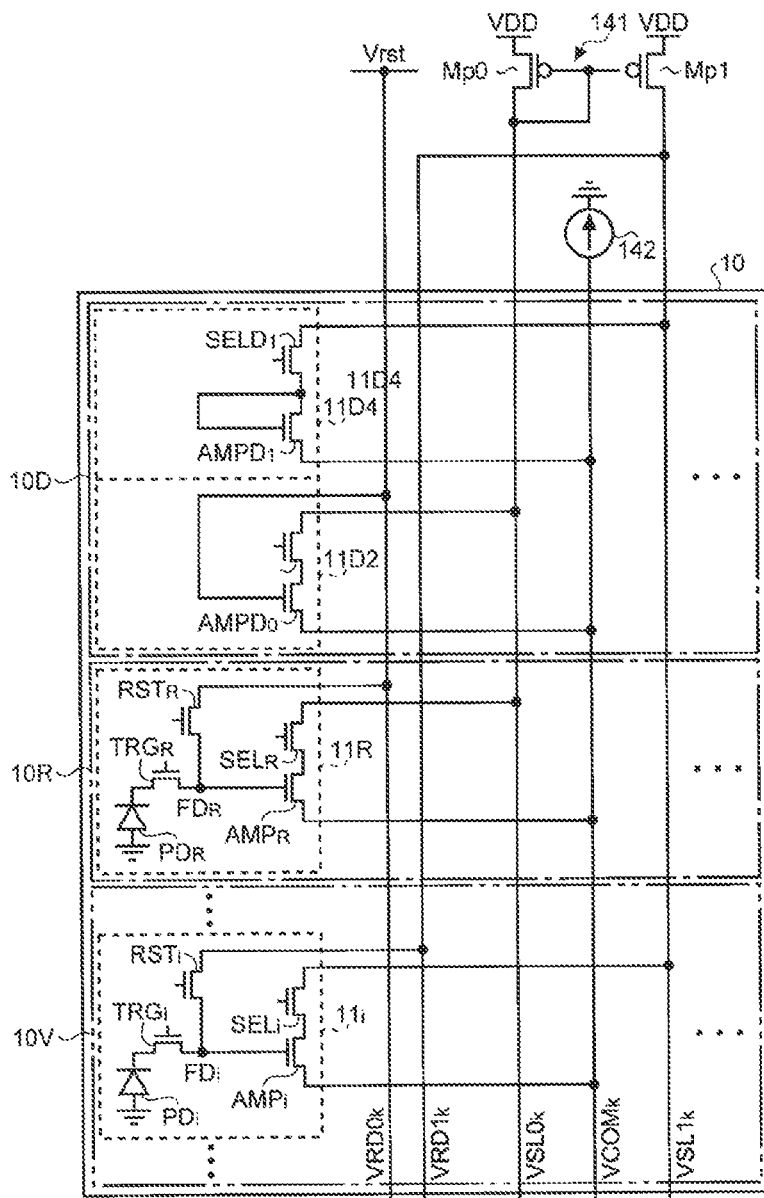 VDD 141 VDD
Vrst
Mp0 Mp1
142
10
SELD1
11D4
11D4
AMPD1
10D
11D2
AMPD0
RSTR
TRGR
SELR
11R
10R
FDR
PDR
AMPR
RSTi
TRGi
SELi
11i
10V
FDi
PDi
AMPi
VRD0k
VRD1k
VSL0k
VCOMk
VSL1k